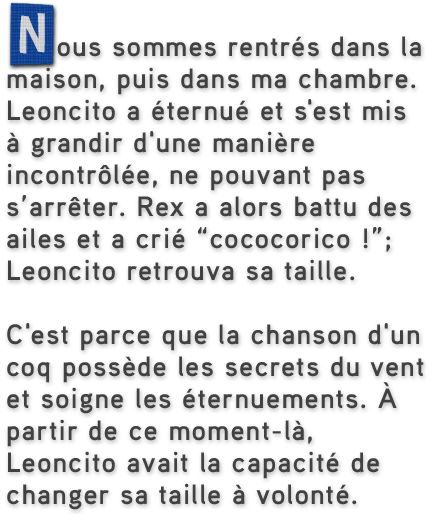 Nous sommes rentrés dans la
maison, puis dans ma chambre.
Leoncito a éternué et s'est mis
à grandir d'une manière
incontrôlée, ne pouvant pas
s’arrêter. Rex a alors battu des
ailes et a crié “cococorico !”;
Leoncito retrouva sa taille.

C'est parce que la chanson d'un
coq possède les secrets du vent
et soigne les éternuements. À
partir de ce moment-là,
Leoncito avait la capacité de
changer sa taille à volonté.